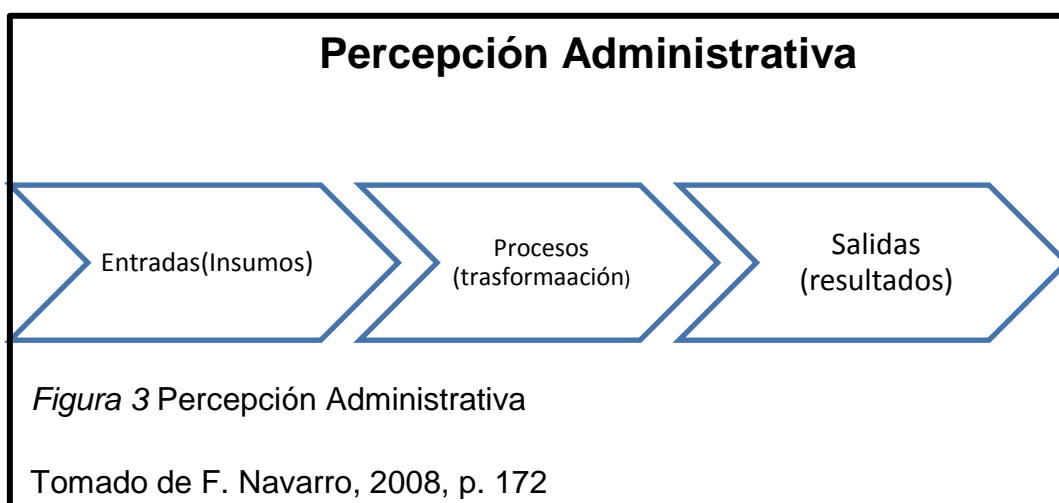 Percepción Administrativa
Entradas(Insumos)
Procesos
(trasformaación)
Salidas
(resultados)
Figura 3 Percepción Administrativa
Tomado de F. Navarro, 2008, p. 172